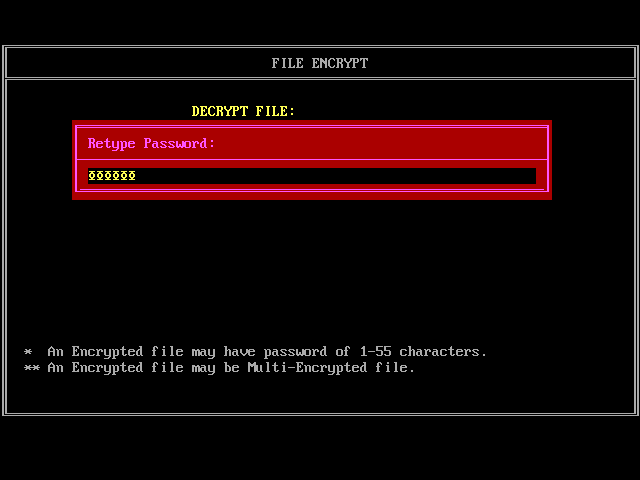 FILE ENCRYPT
DECRYPT FILE:
Retype Password:
ºººººº
* An Encrypted file may have password of 1-55 characters.
** An Encrypted file may be Multi-Encrypted file.